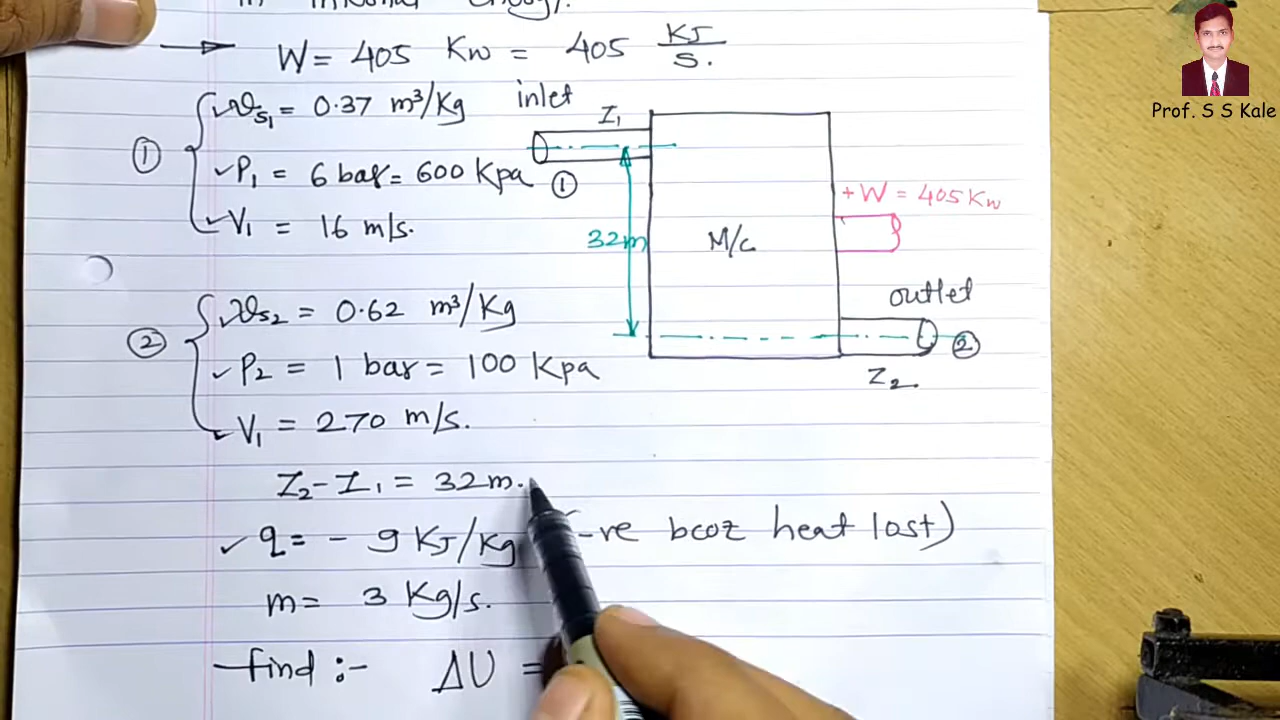 W = 405 Kw = 405 KJ/S.
① { 𝒗s₁ = 0.37 m³/Kg
✓P₁ = 6 bar = 600 Kpa
✓V₁ = 16 m/s.
inlet
Z₁
①
32m
M/c
+W = 405 Kw
outlet
②
Z₂
② { ✓𝒗s₂ = 0.62 m³/Kg
✓P₂ = 1 bar = 100 Kpa
V₁ = 270 m/s.
Z₂ - Z₁ = 32m.
✓ q = - 9 KJ/Kg (-ve bcoz heat lost)
m = 3 Kg/s.
find :- ΔU =
Prof. S S Kale